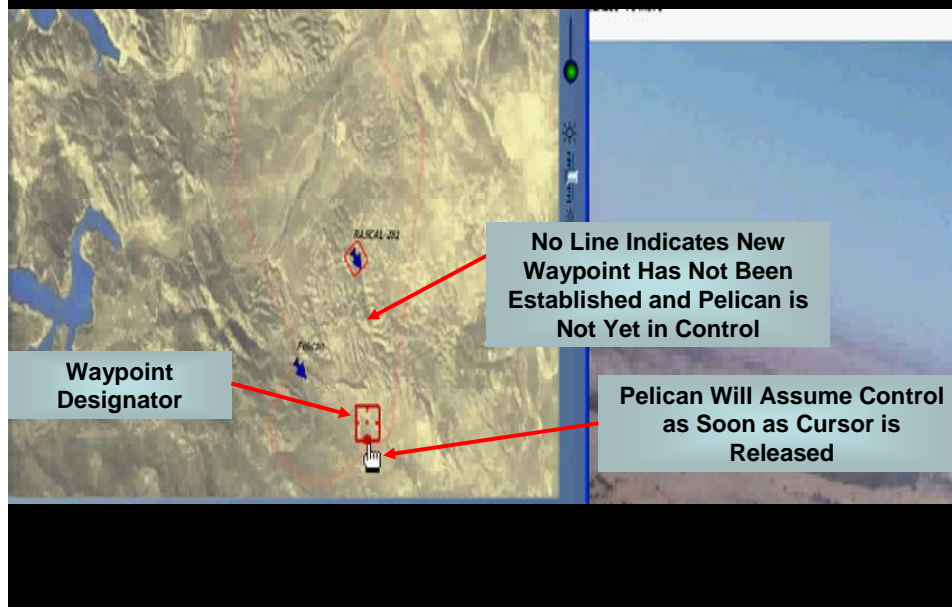 RASCAL-201
No Line Indicates New
Waypoint Has Not Been
Established and Pelican is
Not Yet in Control
Pelican
Waypoint
Designator
Pelican Will Assume Control
as Soon as Cursor is
Released